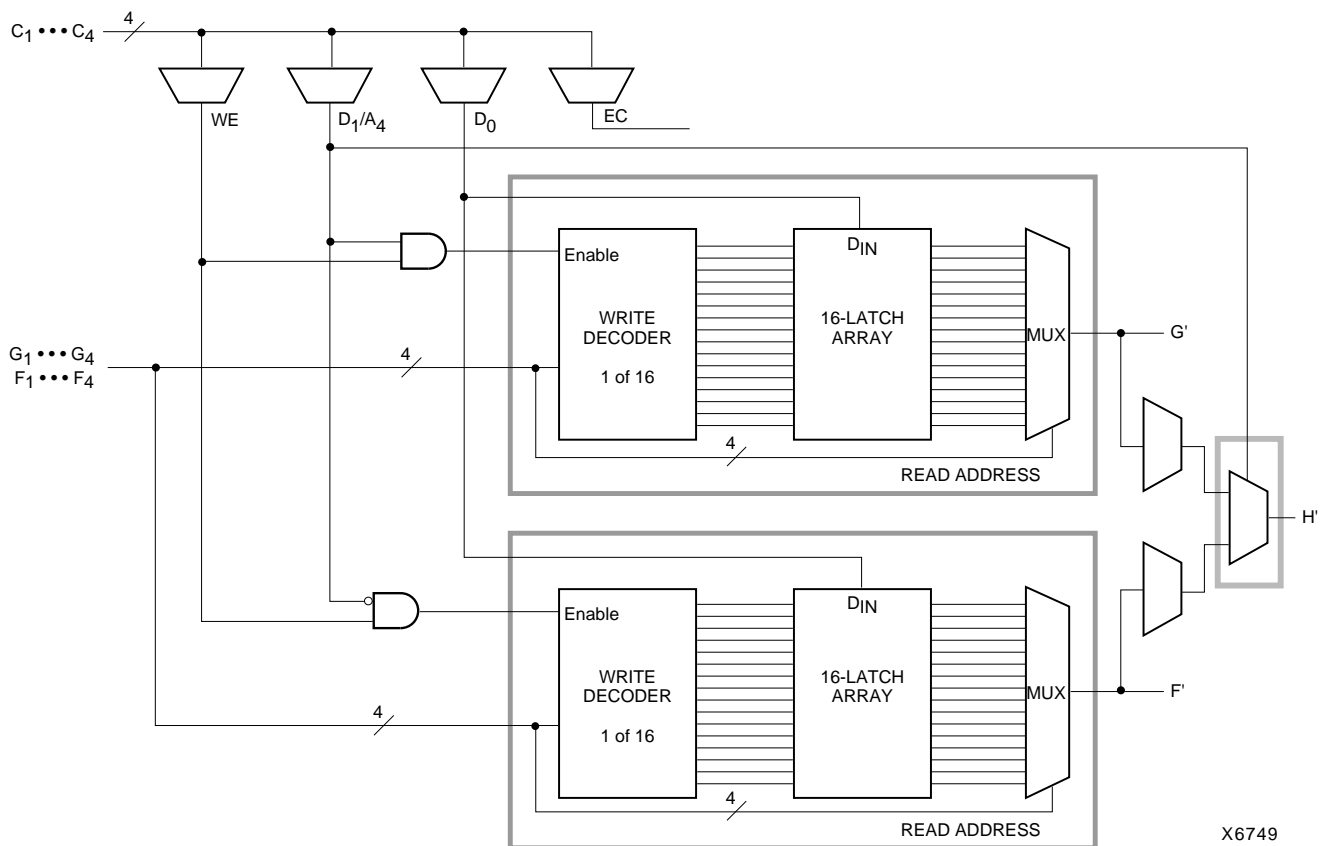 C1 ••• C4
4
WE
D1/A4
D0
EC
Enable
DIN
WRITE
DECODER
1 of 16
16-LATCH
ARRAY
MUX
G'
G1 ••• G4
F1 ••• F4
4
4
READ ADDRESS
H'
Enable
DIN
WRITE
DECODER
1 of 16
16-LATCH
ARRAY
MUX
F'
4
4
READ ADDRESS
X6749